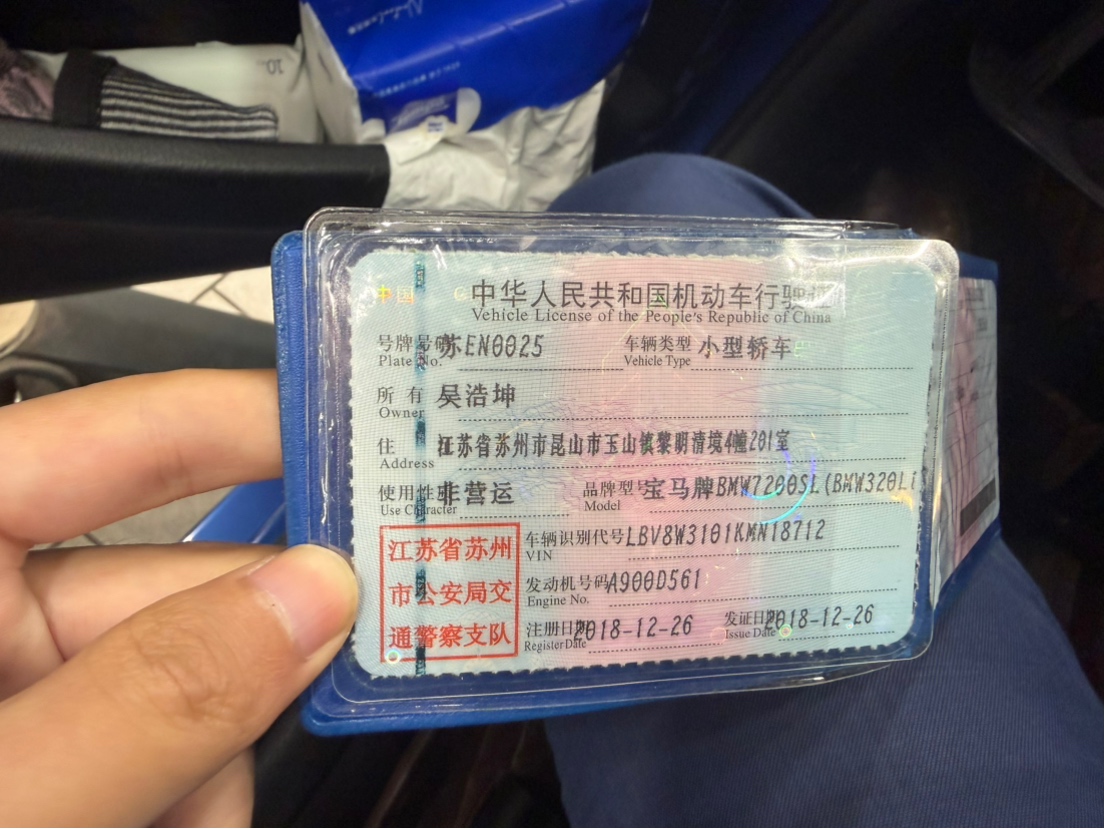 中国
中华人民共和国机动车行驶证
Vehicle License of the People's Republic of China
号牌号码 苏EN0025 车辆类型 小型轿车
Plate No. Vehicle Type
所有 吴浩坤
Owner
住 江苏省苏州市昆山市玉山镇黎明清境4幢201室
Address
使用性 非营运 品牌型号 宝马牌BMW7200SL(BMW320Li
Use Character Model
江苏省苏州
市公安局交
通警察支队
车辆识别代号 LBV8W3101KMN18712
VIN
发动机号码 A900D561
Engine No.
注册日期 2018-12-26 发证日期 2018-12-26
Register Date Issue Date